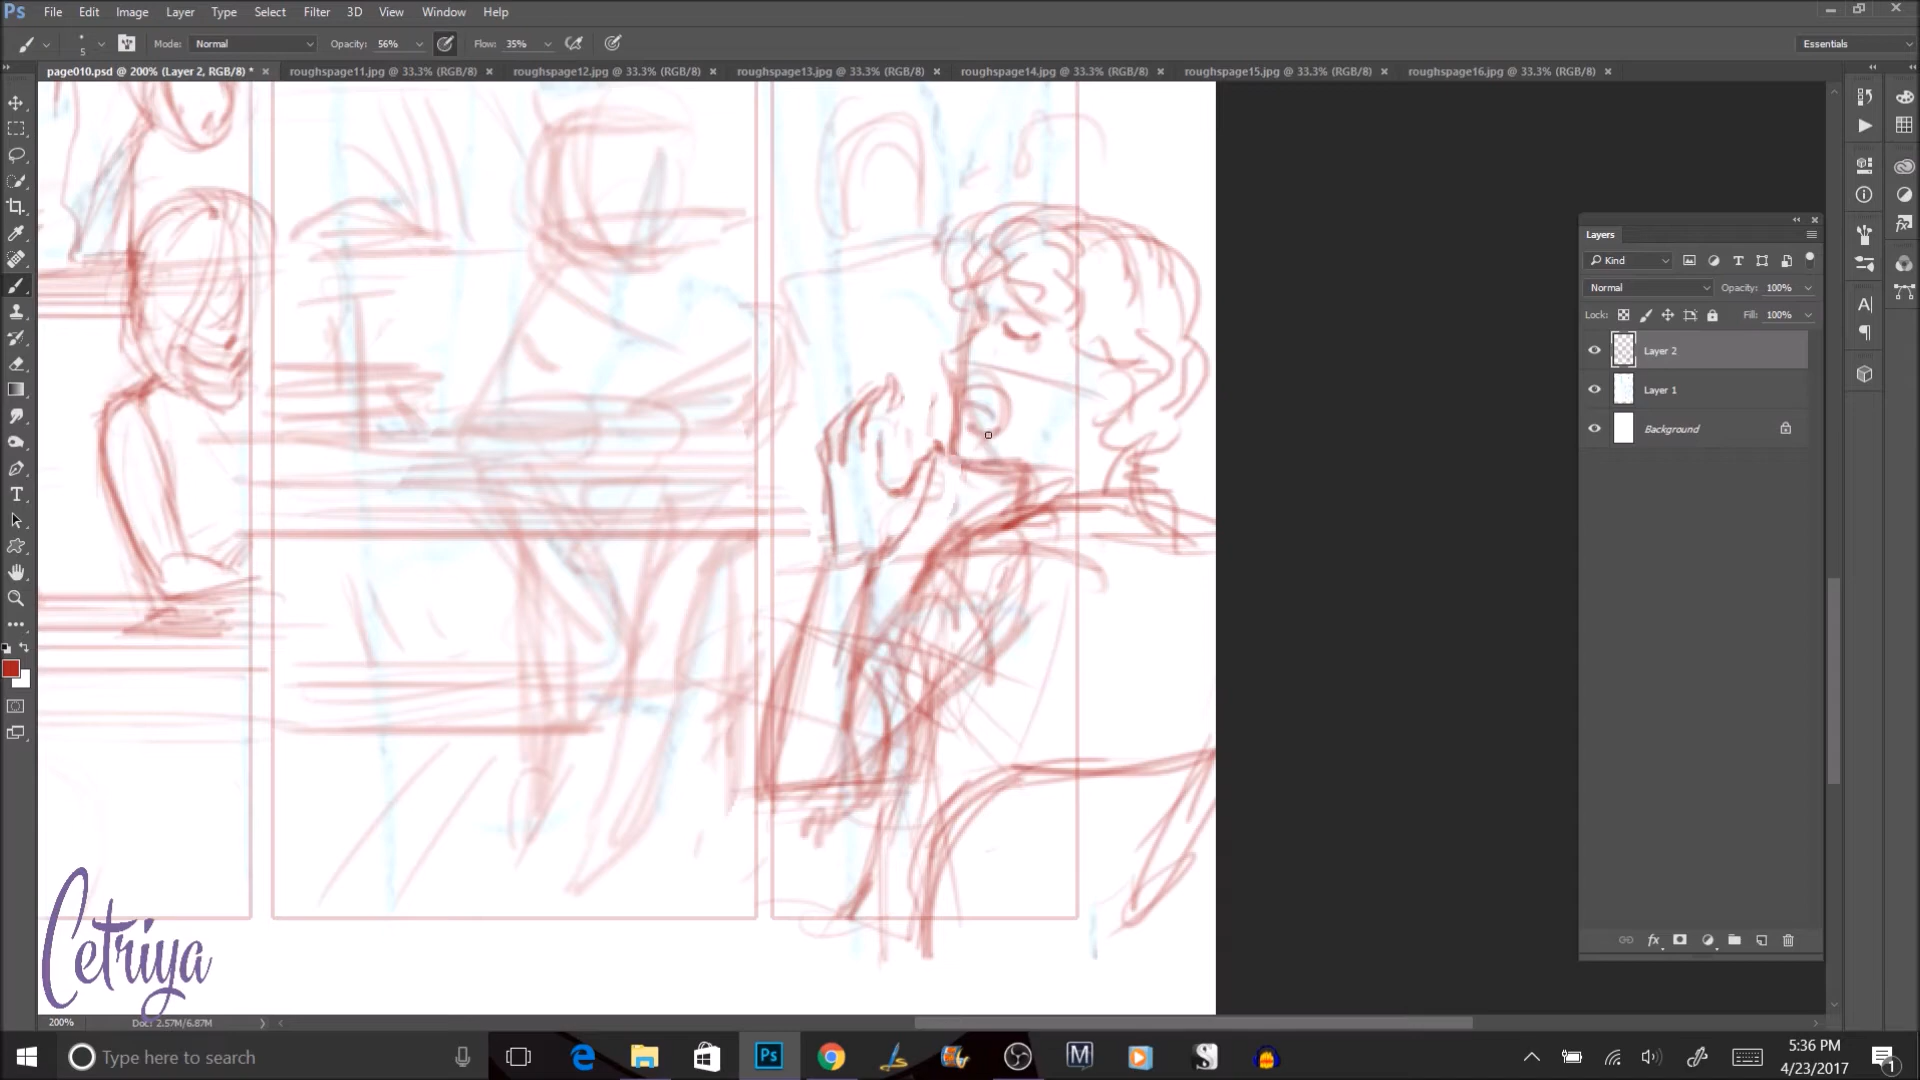 Ps File Edit Image Layer Type Select Filter 3D View Window Help
5 Mode: Normal Opacity: 56% Flow: 35% Essentials
page010.psd @ 200% (Layer 2, RGB/8) * roughspage11.jpg @ 33.3% (RGB/8) roughspage12.jpg @ 33.3% (RGB/8) roughspage13.jpg @ 33.3% (RGB/8) roughspage14.jpg @ 33.3% (RGB/8) roughspage15.jpg @ 33.3% (RGB/8) roughspage16.jpg @ 33.3% (RGB/8)
Layers
Kind
Normal Opacity: 100%
Lock: Fill: 100%
Layer 2
Layer 1
Background
Cetriya
200% Doc: 2.57M/6.87M
Type here to search
5:36 PM
4/23/2017